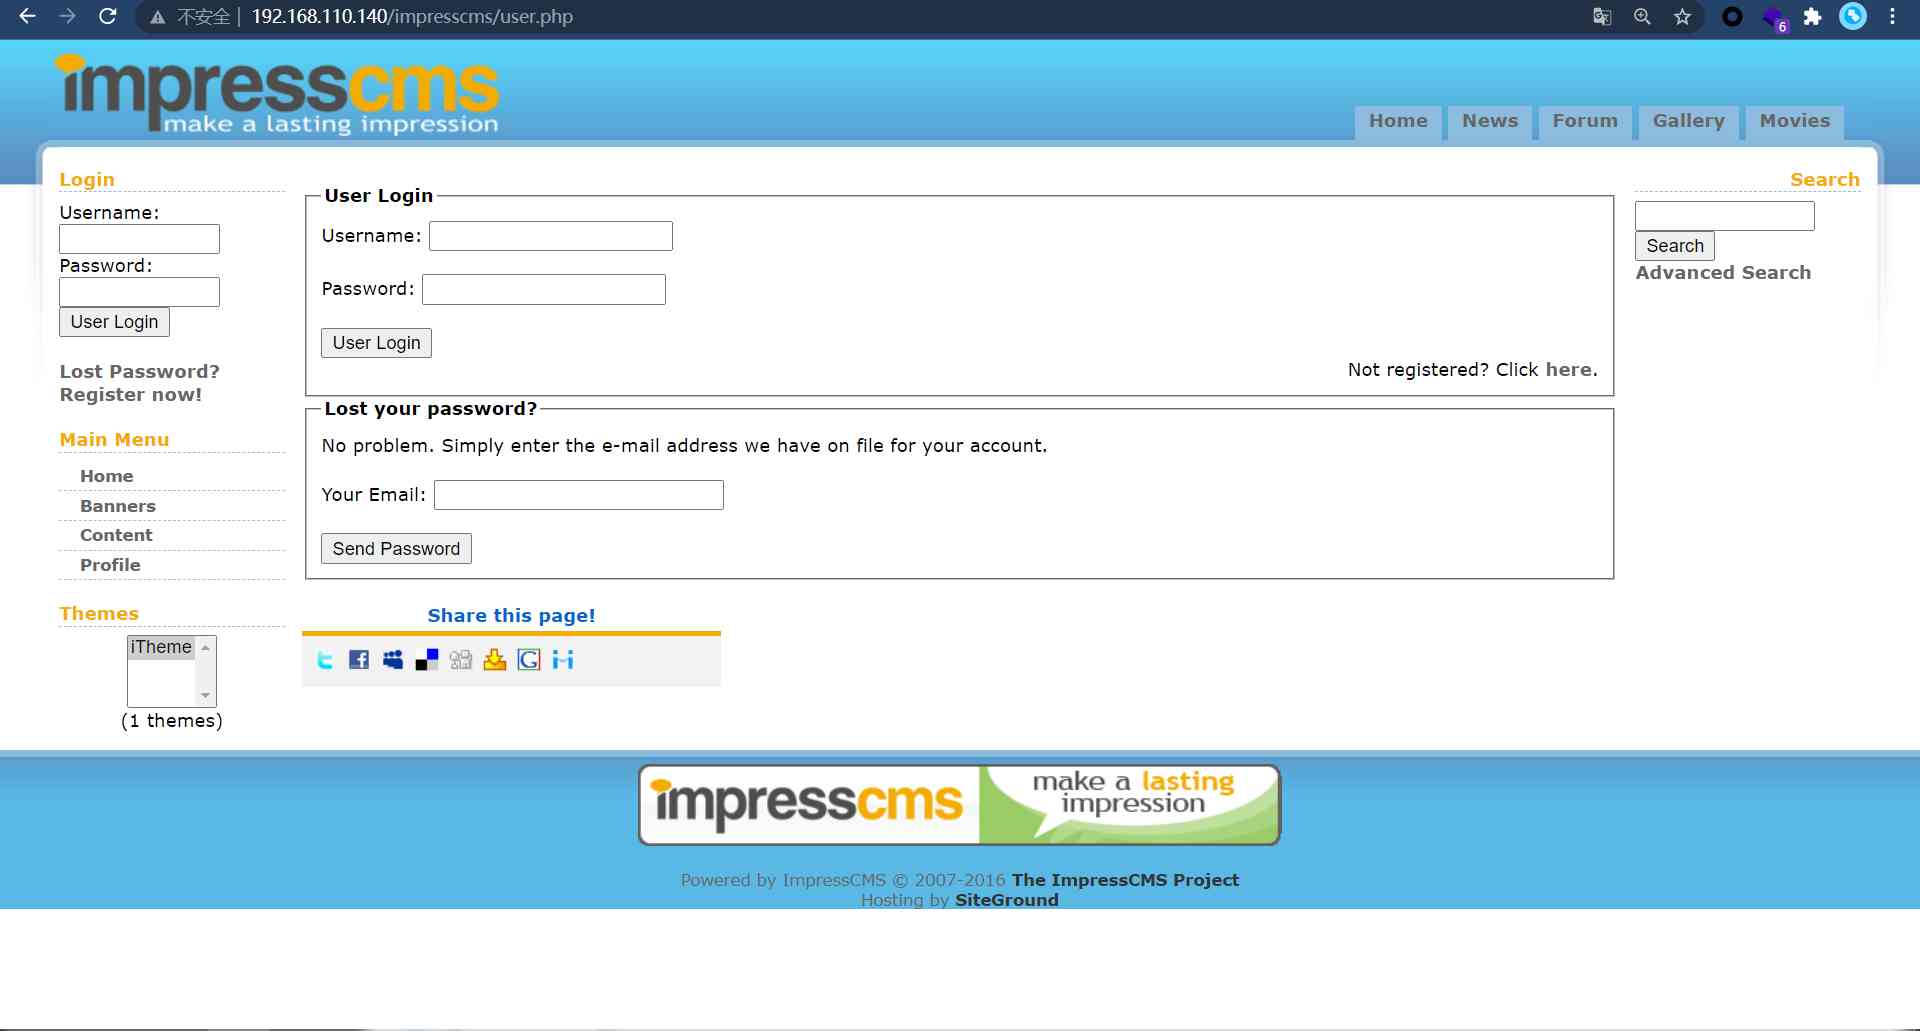 不安全 | 192.168.110.140/impresscms/user.php
6
impresscms
make a lasting impression
Home News Forum Gallery Movies
Login
Username:
Password:
User Login
Lost Password?
Register now!
Main Menu
Home
Banners
Content
Profile
Themes
iTheme
(1 themes)
User Login
Username:
Password:
User Login
Not registered? Click here.
Lost your password?
No problem. Simply enter the e-mail address we have on file for your account.
Your Email:
Send Password
Share this page!
Search
Search
Advanced Search
impresscms
make a lasting
impression
Powered by ImpressCMS © 2007-2016 The ImpressCMS Project
Hosting by SiteGround